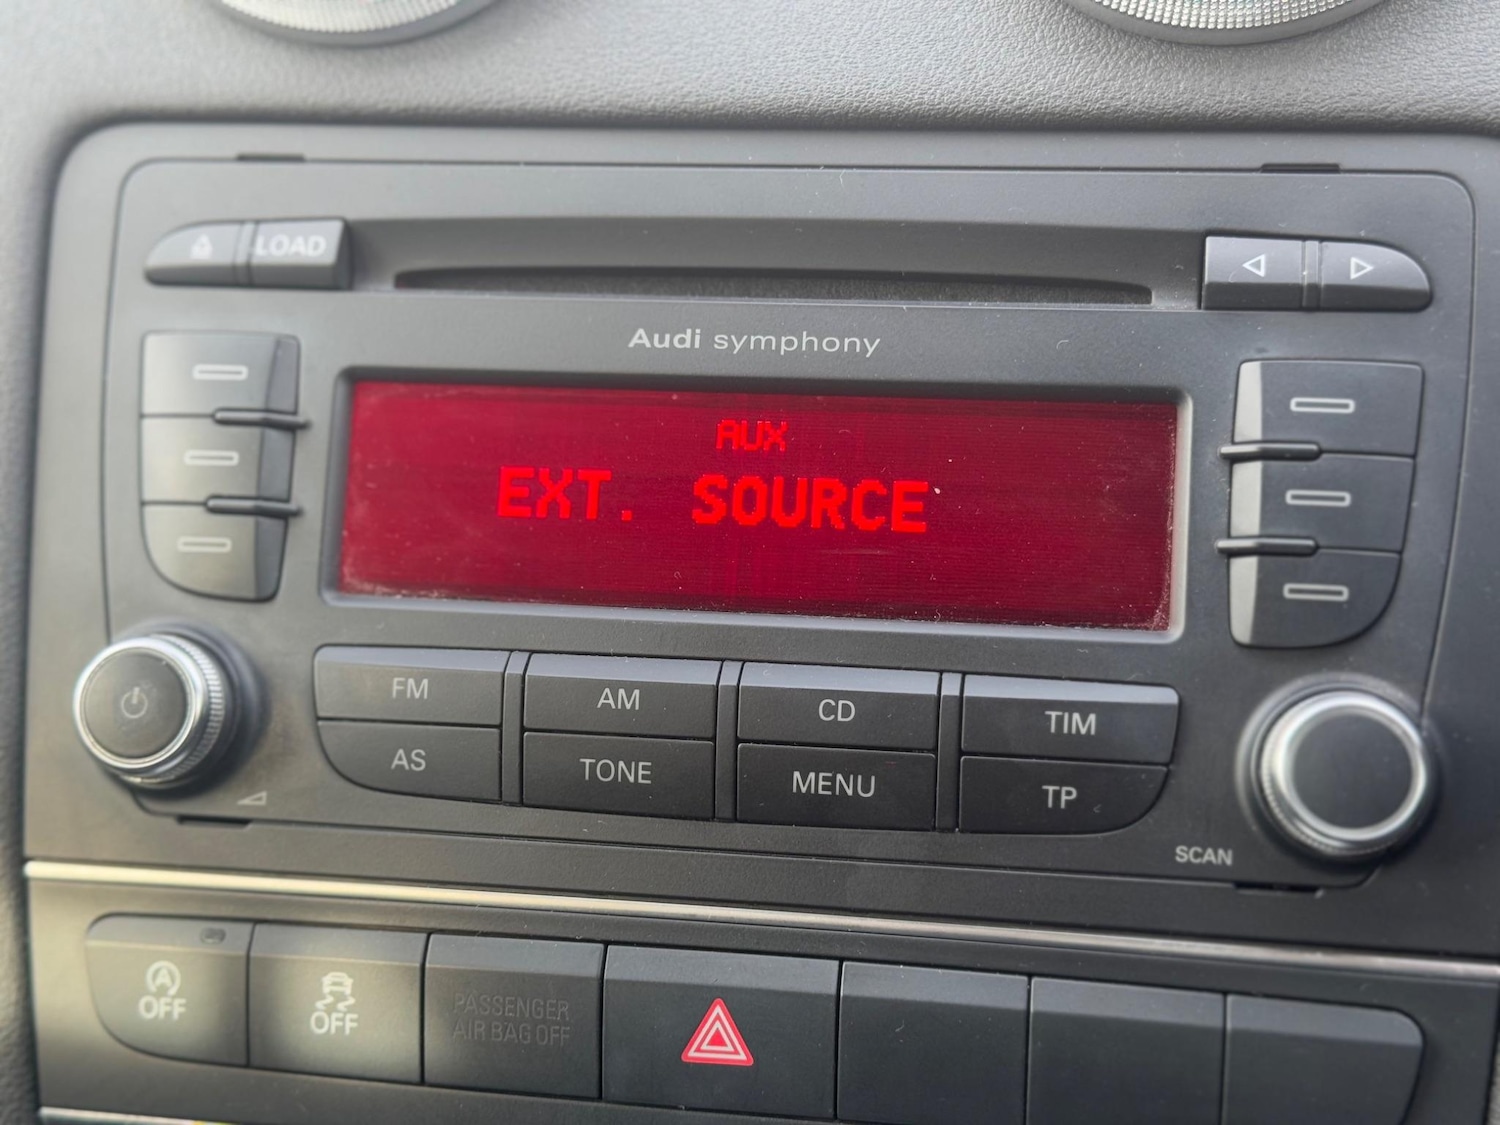 LOAD
Audi symphony
AUX
EXT. SOURCE
FM
AM
CD
TIM
AS
TONE
MENU
TP
SCAN
A
OFF
OFF
PASSENGER
AIR BAG OFF